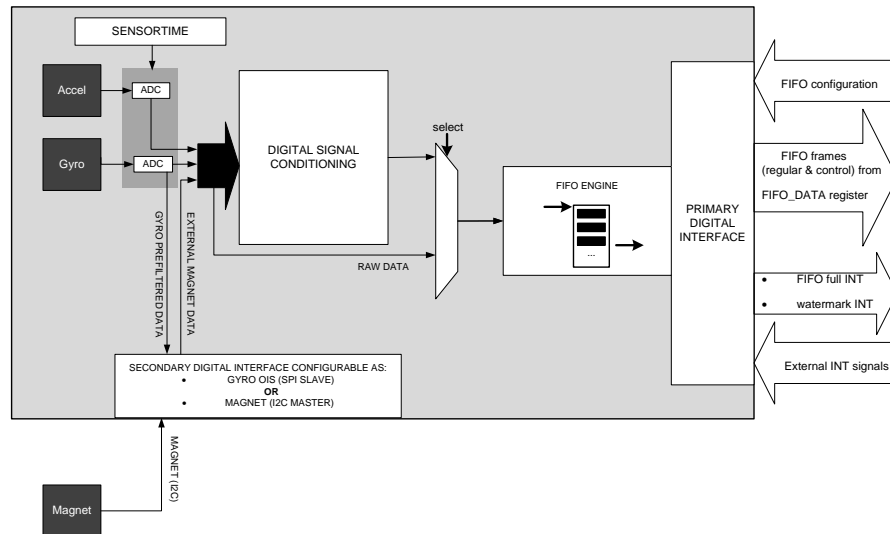 SENSORTIME
Accel
ADC
Gyro
ADC
DIGITAL SIGNAL
CONDITIONING
select
RAW DATA
GYRO PREFILTERED DATA
EXTERNAL MAGNET DATA
FIFO ENGINE
...
PRIMARY
DIGITAL
INTERFACE
FIFO configuration
FIFO frames
(regular & control) from
FIFO_DATA register
• FIFO full INT
• watermark INT
External INT signals
SECONDARY DIGITAL INTERFACE CONFIGURABLE AS:
• GYRO OIS (SPI SLAVE)
OR
• MAGNET (I2C MASTER)
MAGNET (I2C)
Magnet